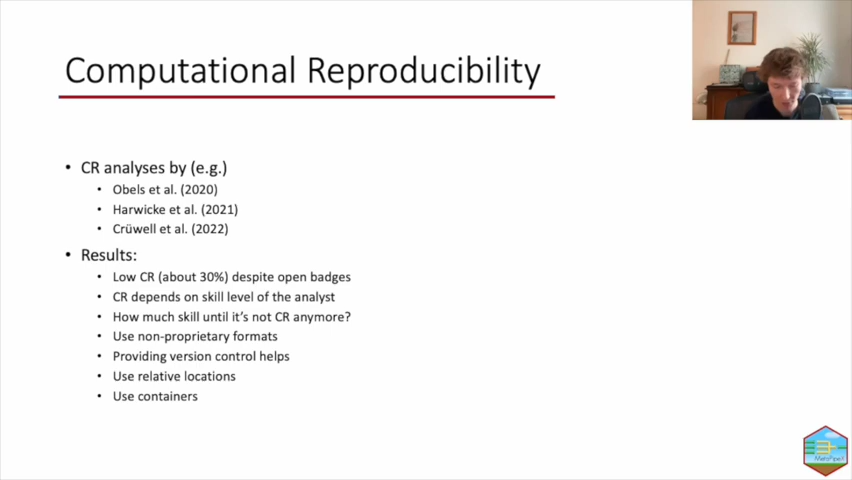 Computational Reproducibility
• CR analyses by (e.g.)
• Obels et al. (2020)
• Harwicke et al. (2021)
• Crüwell et al. (2022)
• Results:
• Low CR (about 30%) despite open badges
• CR depends on skill level of the analyst
• How much skill until it's not CR anymore?
• Use non-proprietary formats
• Providing version control helps
• Use relative locations
• Use containers